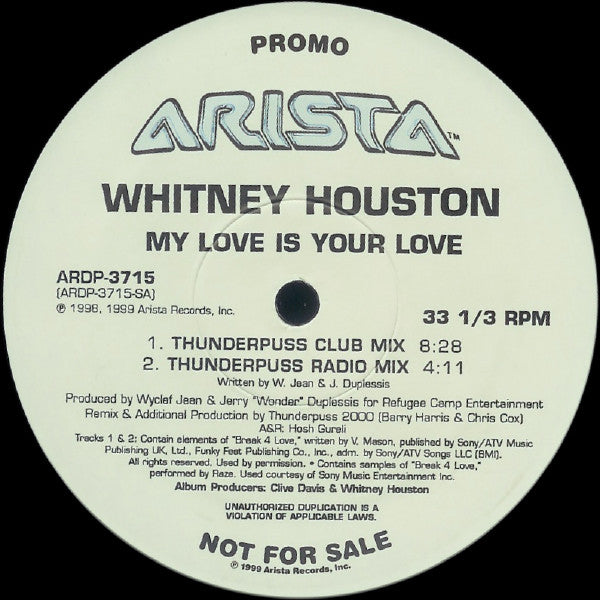 PROMO
ARISTA™
WHITNEY HOUSTON
MY LOVE IS YOUR LOVE
ARDP-3715
(ARDP-3715-SA)
℗ 1998, 1999 Arista Records, Inc.
33 1/3 RPM
1. THUNDERPUSS CLUB MIX 8:28
2. THUNDERPUSS RADIO MIX 4:11
Written by W. Jean & J. Duplessis
Produced by Wyclef Jean & Jerry "Wonder" Duplessis for Refugee Camp Entertainment
Remix & Additional Production by Thunderpuss 2000 (Barry Harris & Chris Cox)
A&R: Hosh Gureli
Tracks 1 & 2: Contain elements of "Break 4 Love," written by V. Mason, published by Sony/ATV Music
Publishing UK, Ltd., Funky Feet Publishing Co., Inc., adm. by Sony/ATV Songs LLC (BMI).
All rights reserved. Used by permission. • Contains samples of "Break 4 Love,"
performed by Raze. Used courtesy of Sony Music Entertainment Inc.
Album Producers: Clive Davis & Whitney Houston
UNAUTHORIZED DUPLICATION IS A
VIOLATION OF APPLICABLE LAWS.
NOT FOR SALE
℗ 1999 Arista Records, Inc.